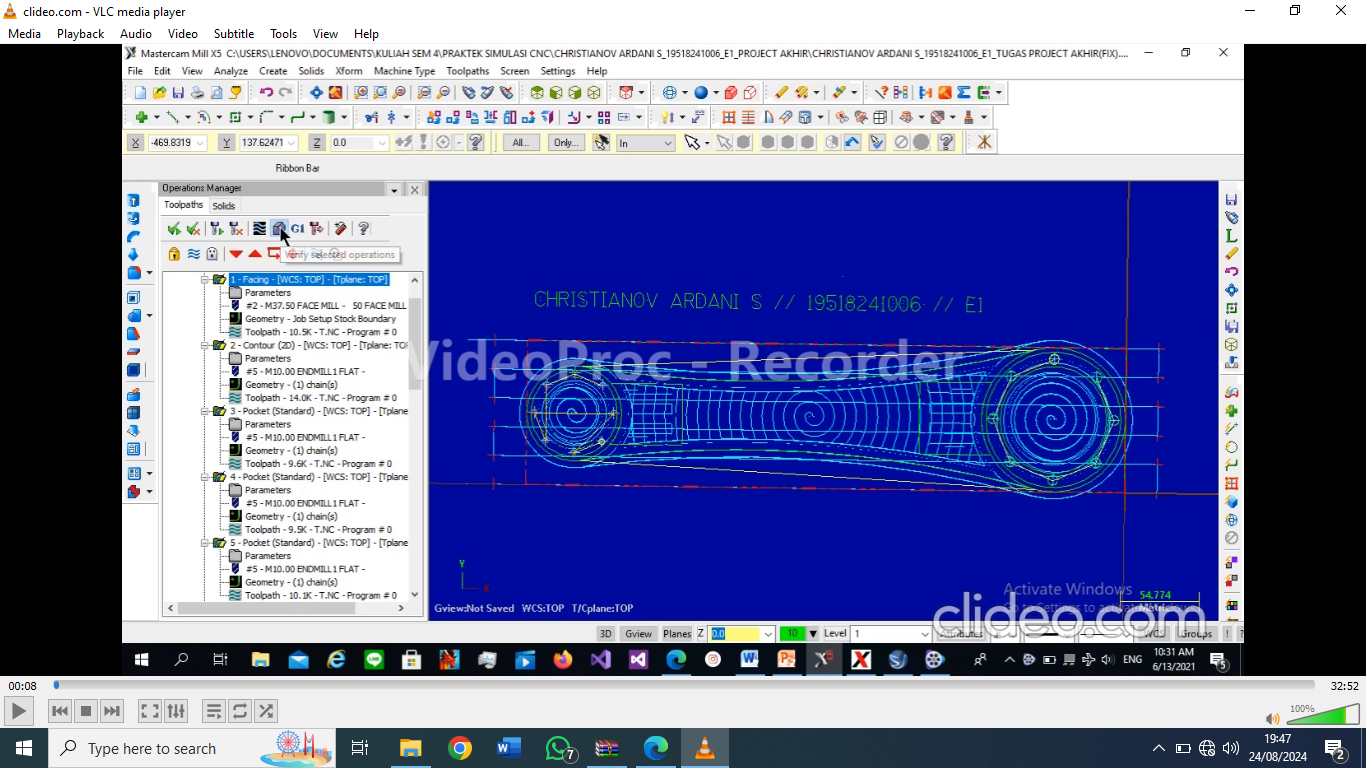 clideo.com - VLC media player
Media Playback Audio Video Subtitle Tools View Help
Mastercam Mill X5 C:\USERS\LENOVO\DOCUMENTS\KULIAH SEM 4\PRAKTEK SIMULASI CNC\CHRISTIANOV ARDANI S_19518241006_E1_PROJECT AKHIR\CHRISTIANOV ARDANI S_19518241006_E1_TUGAS PROJECT AKHIR(FIX)....
File Edit View Analyze Create Solids Xform Machine Type Toolpaths Screen Settings Help
X -469.8319 Y 137.62471 Z 0.0 All... Only... In
Ribbon Bar
Operations Manager
Toolpaths Solids
G1
Verify selected operations
1 - Facing - [WCS: TOP] - [Tplane: TOP]
Parameters
#2 - M37.50 FACE MILL - 50 FACE MILL
Geometry - Job Setup Stock Boundary
Toolpath - 10.5K - T.NC - Program # 0
2 - Contour (2D) - [WCS: TOP] - [Tplane: TOP
Parameters
#5 - M10.00 ENDMILL1 FLAT -
Geometry - (1) chain(s)
Toolpath - 14.0K - T.NC - Program # 0
3 - Pocket (Standard) - [WCS: TOP] - [Tplane
Parameters
#5 - M10.00 ENDMILL1 FLAT -
Geometry - (1) chain(s)
Toolpath - 9.6K - T.NC - Program # 0
4 - Pocket (Standard) - [WCS: TOP] - [Tplane
Parameters
#5 - M10.00 ENDMILL1 FLAT -
Geometry - (1) chain(s)
Toolpath - 9.5K - T.NC - Program # 0
5 - Pocket (Standard) - [WCS: TOP] - [Tplane
Parameters
#5 - M10.00 ENDMILL1 FLAT -
Geometry - (1) chain(s)
Toolpath - 10.1K - T.NC - Program # 0
CHRISTIANOV ARDANI S // 19518241006 // E1
VideoProc - Recorder
Y
X
Gview:Not Saved WCS:TOP T/Cplane:TOP
Activate Windows
Go to Settings to activate Windows.
54.774
Metric
clideo.com
3D Gview Planes Z 0.0 10 Level 1 Attributes WCS Groups ! ?
ENG
10:31 AM
6/13/2021
5
00:08
32:52
100%
Type here to search
7
19:47
24/08/2024
2